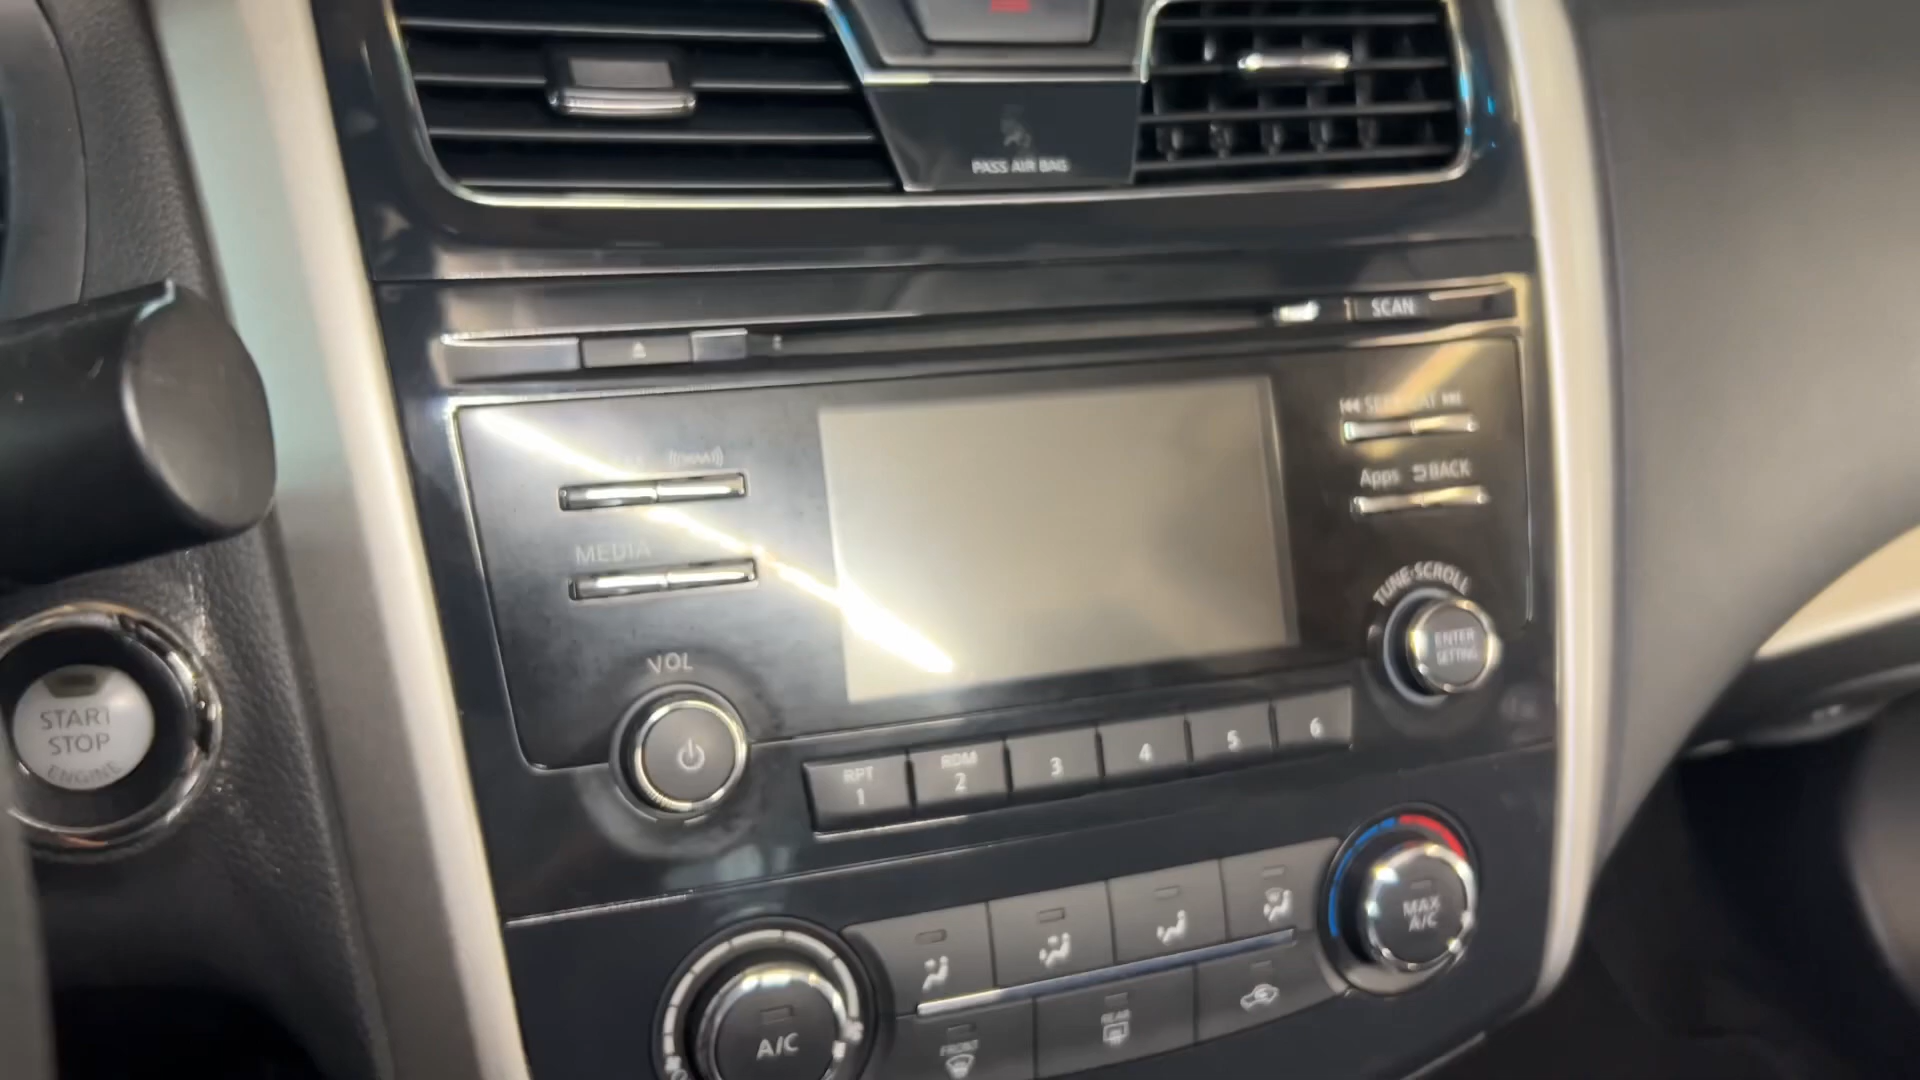 PASS AIR BAG
SCAN
Apps BACK
MEDIA
TUNE·SCROLL
ENTER
SETTING
VOL
START
STOP
ENGINE
RPT
1
RDM
2
3
4
5
6
MAX
A/C
A/C
FRONT
REAR